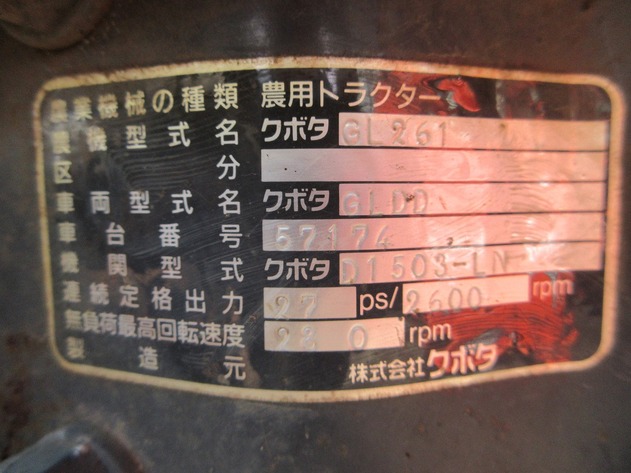 農業機械の種類 農用トラクター
農機型式名 クボタ GL261
区分
車両型式名 クボタ GLDD
車台番号 57174
機関型式 クボタ D1503-LN
連続定格出力 27 ps/2600 rpm
無負荷最高回転速度 rpm
製造元 株式会社クボタ